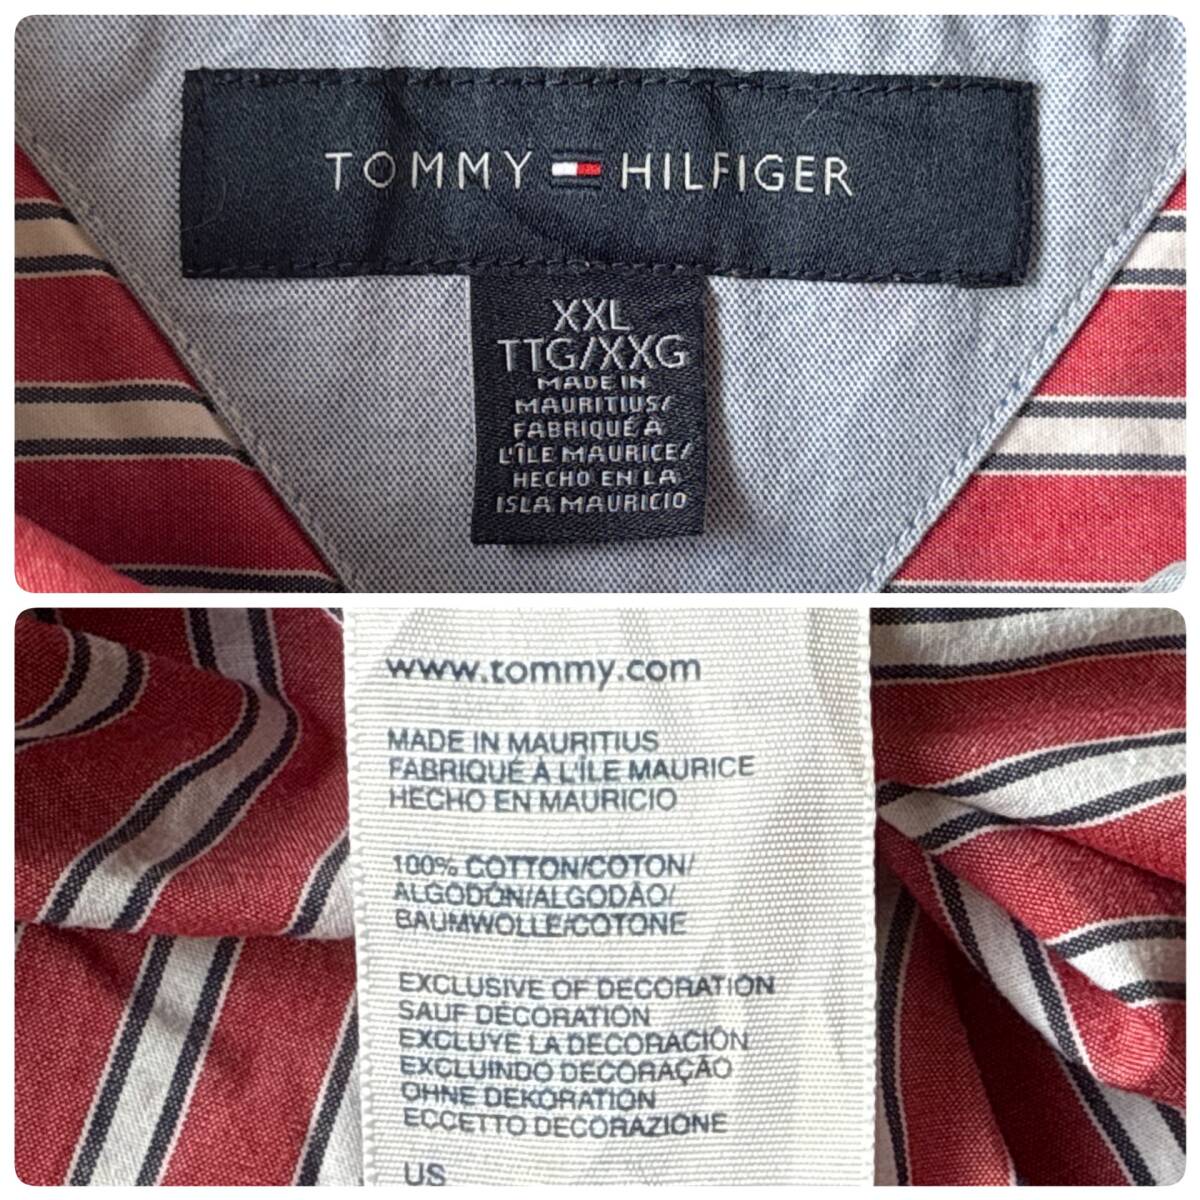 TOMMY HILFIGER
XXL
TTG/XXG
MADE IN
MAURITIUS/
FABRIQUÉ À
L'ÎLE MAURICE/
HECHO EN LA
ISLA MAURICIO
www.tommy.com
MADE IN MAURITIUS
FABRIQUÉ À L'ÎLE MAURICE
HECHO EN MAURICIO
100% COTTON/COTON/
ALGODÓN/ALGODÃO/
BAUMWOLLE/COTONE
EXCLUSIVE OF DECORATION
SAUF DÉCORATION
EXCLUYE LA DECORACIÓN
EXCLUINDO DECORAÇÃO
OHNE DEKORATION
ECCETTO DECORAZIONE
US